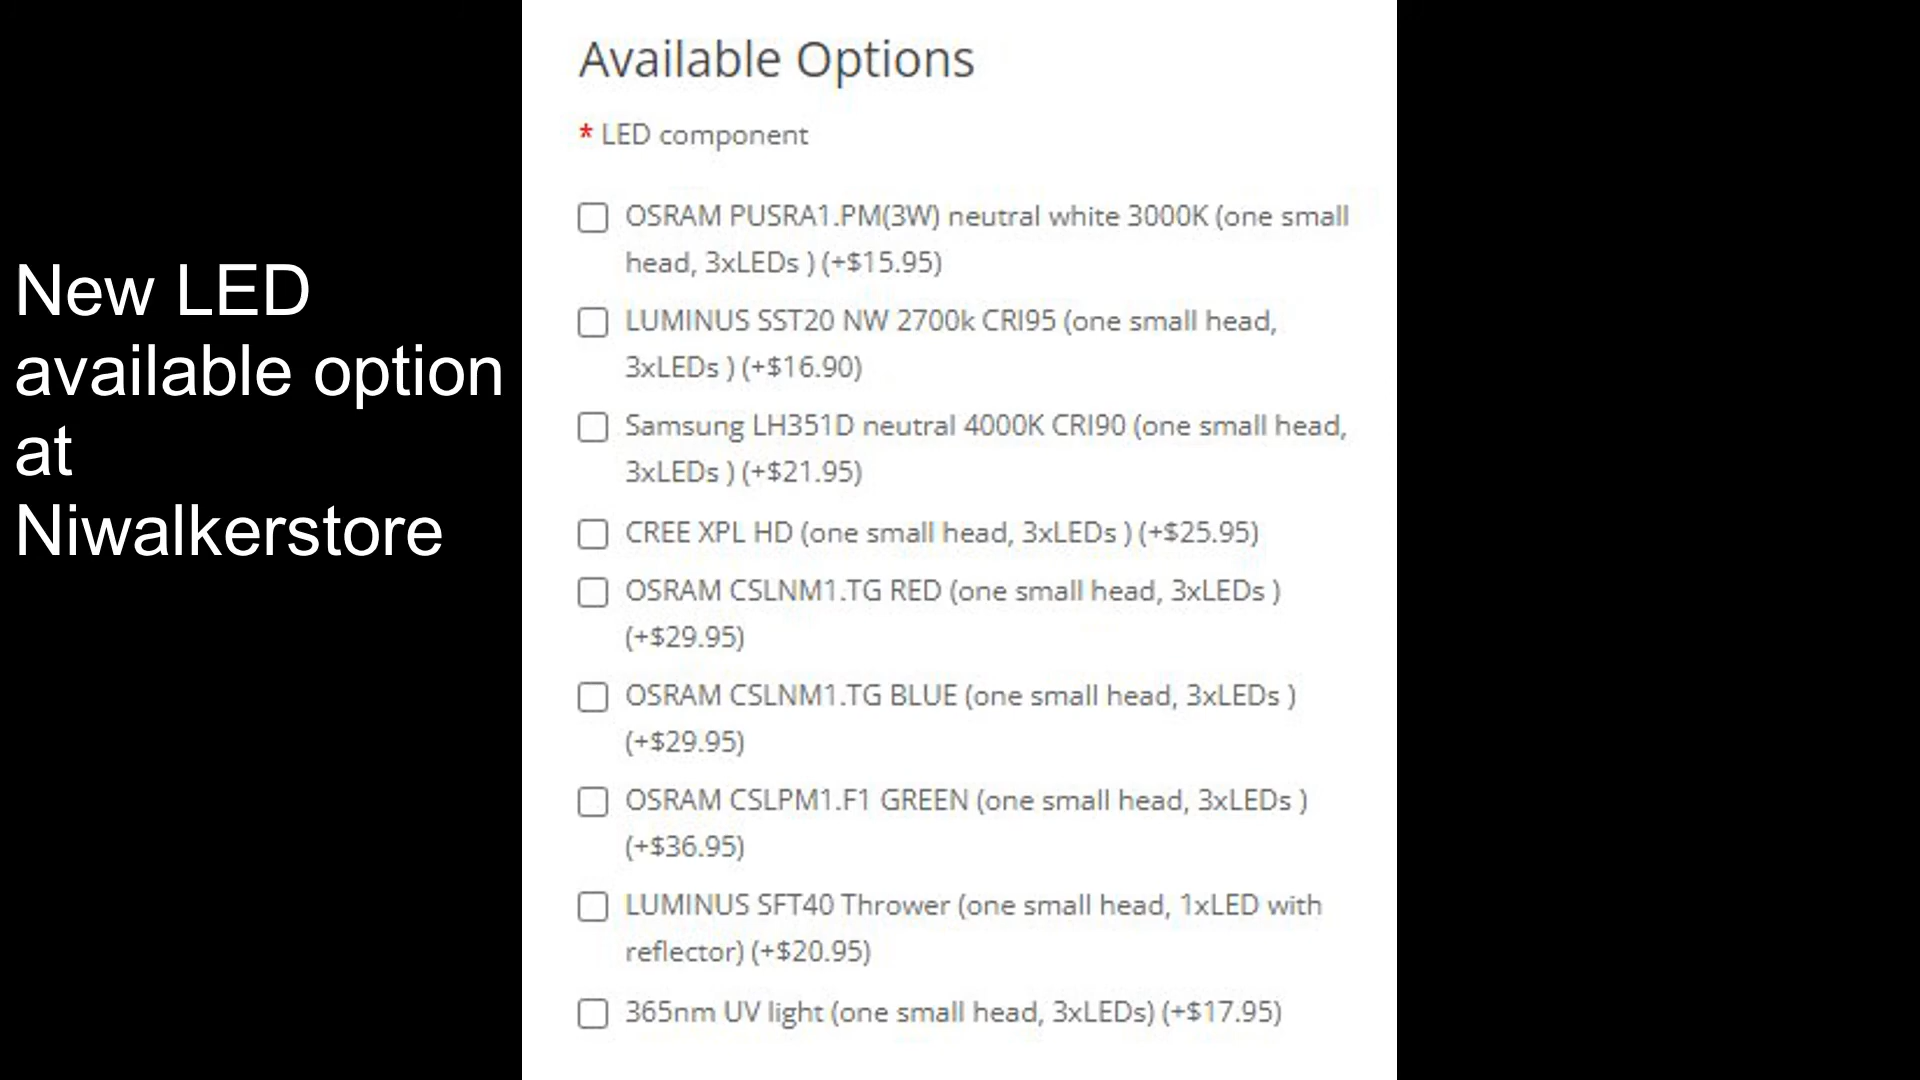 New LED
available option
at
Niwalkerstore
Available Options
* LED component
OSRAM PUSRA1.PM(3W) neutral white 3000K (one small
head, 3xLEDs ) (+$15.95)
LUMINUS SST20 NW 2700k CRI95 (one small head,
3xLEDs ) (+$16.90)
Samsung LH351D neutral 4000K CRI90 (one small head,
3xLEDs ) (+$21.95)
CREE XPL HD (one small head, 3xLEDs ) (+$25.95)
OSRAM CSLNM1.TG RED (one small head, 3xLEDs )
(+$29.95)
OSRAM CSLNM1.TG BLUE (one small head, 3xLEDs )
(+$29.95)
OSRAM CSLPM1.F1 GREEN (one small head, 3xLEDs )
(+$36.95)
LUMINUS SFT40 Thrower (one small head, 1xLED with
reflector) (+$20.95)
365nm UV light (one small head, 3xLEDs) (+$17.95)